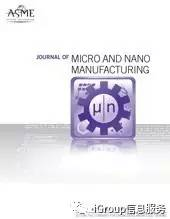 ASME
JOURNAL OF MICRO AND NANO
MANUFACTURING
μn
iGroup信息服务